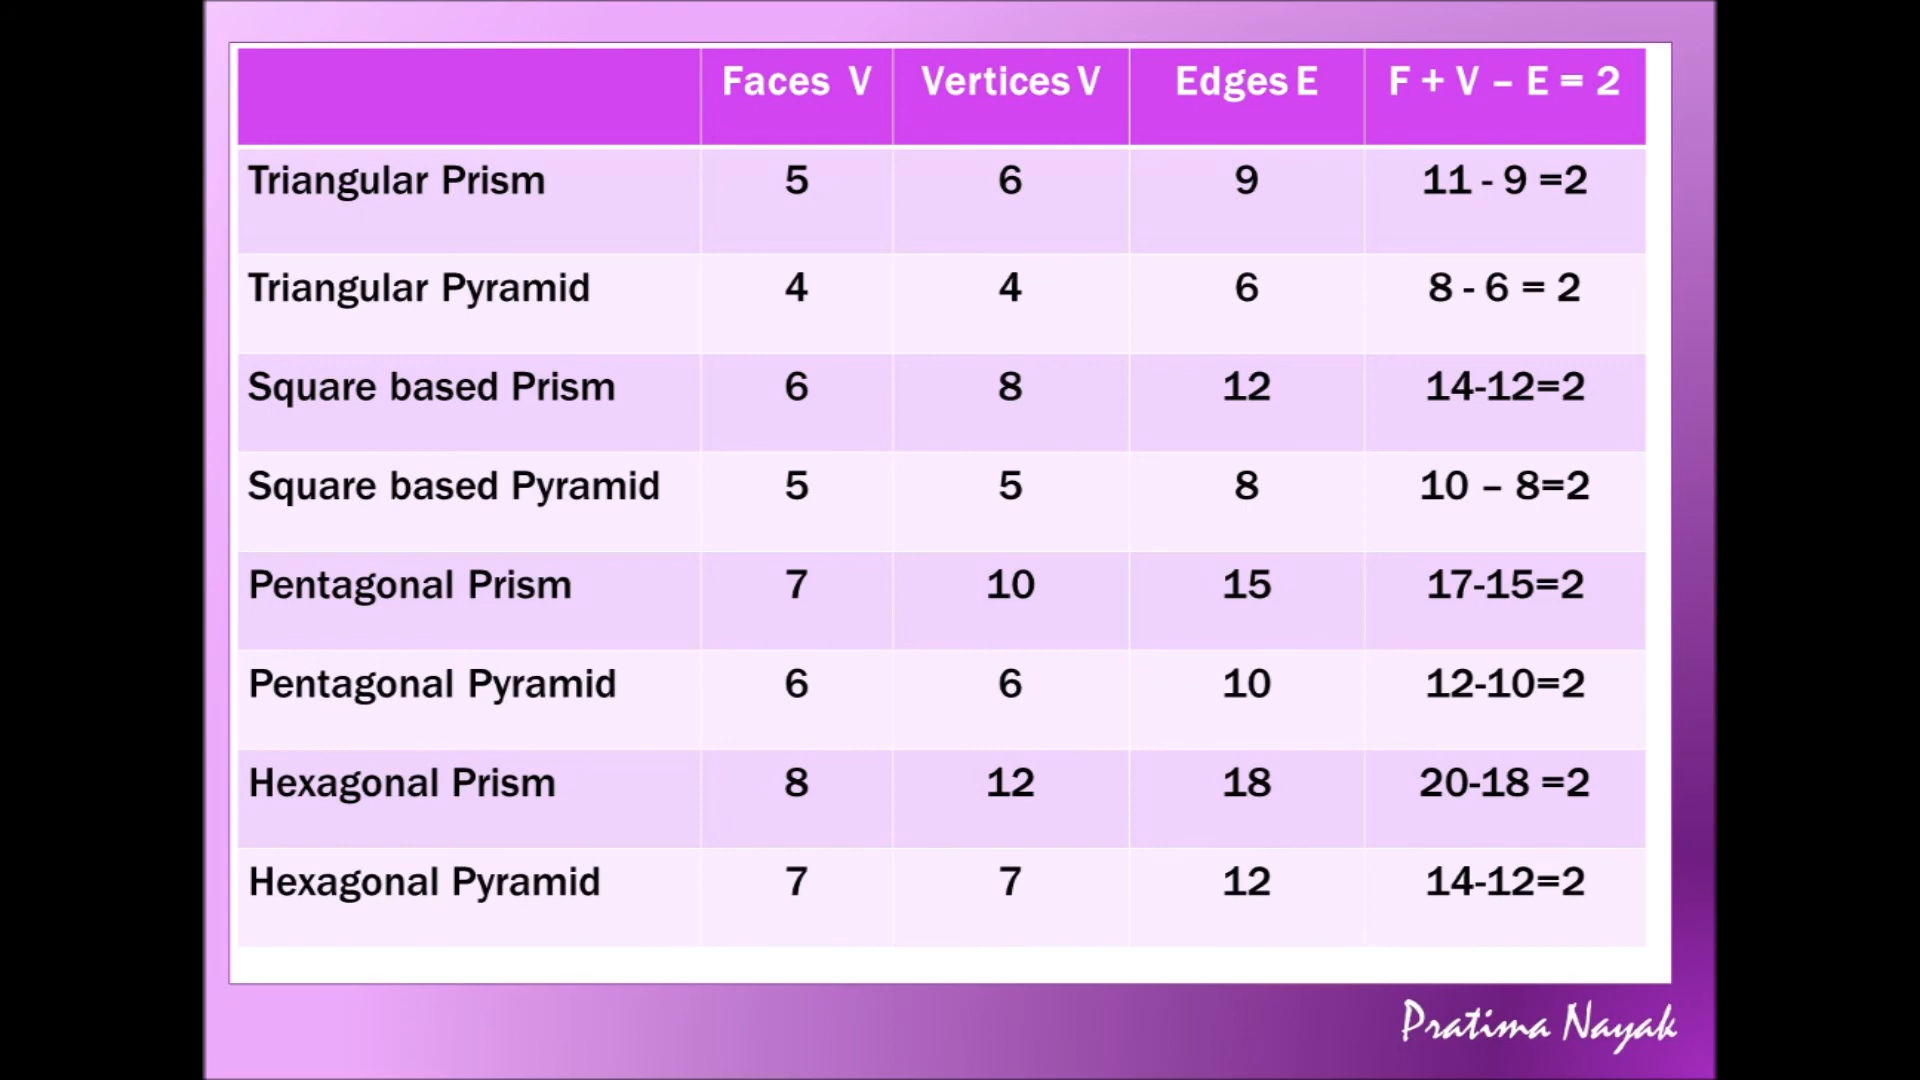 Faces V Vertices V Edges E F + V – E = 2
Triangular Prism 5 6 9 11 - 9 =2
Triangular Pyramid 4 4 6 8 - 6 = 2
Square based Prism 6 8 12 14-12=2
Square based Pyramid 5 5 8 10 – 8=2
Pentagonal Prism 7 10 15 17-15=2
Pentagonal Pyramid 6 6 10 12-10=2
Hexagonal Prism 8 12 18 20-18 =2
Hexagonal Pyramid 7 7 12 14-12=2
Pratima Nayak